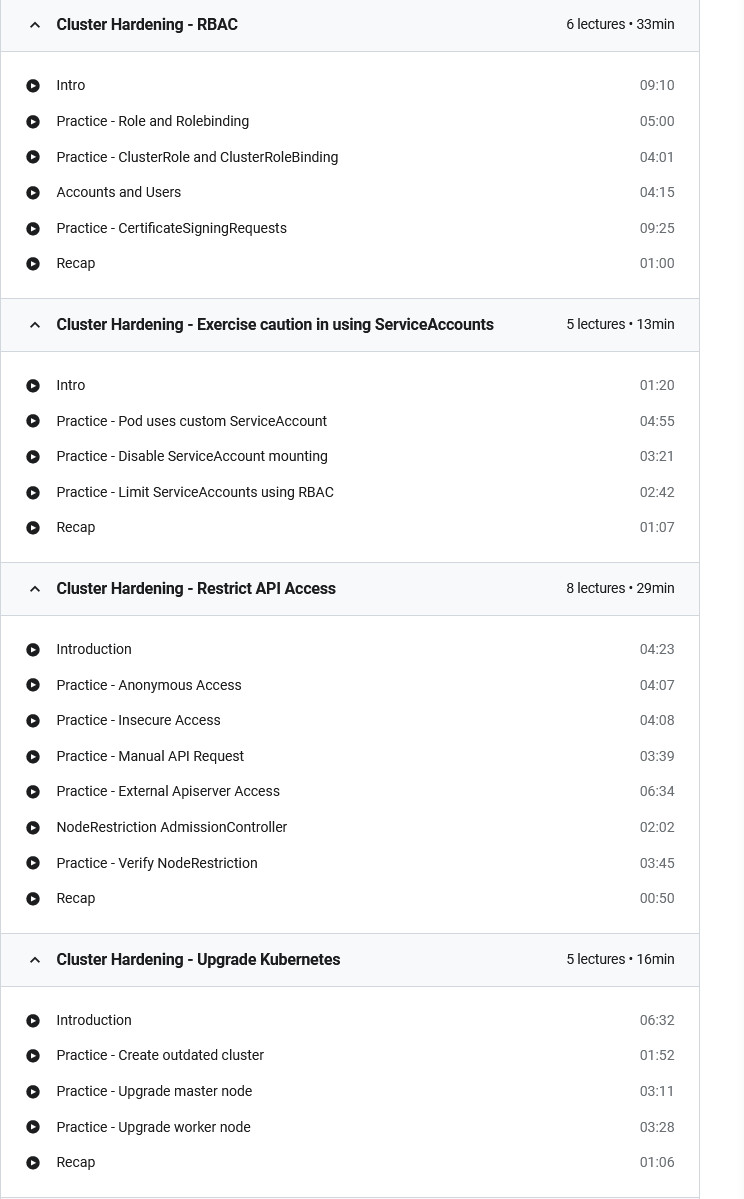 Cluster Hardening - RBAC 6 lectures • 33min
Intro 09:10
Practice - Role and Rolebinding 05:00
Practice - ClusterRole and ClusterRoleBinding 04:01
Accounts and Users 04:15
Practice - CertificateSigningRequests 09:25
Recap 01:00
Cluster Hardening - Exercise caution in using ServiceAccounts 5 lectures • 13min
Intro 01:20
Practice - Pod uses custom ServiceAccount 04:55
Practice - Disable ServiceAccount mounting 03:21
Practice - Limit ServiceAccounts using RBAC 02:42
Recap 01:07
Cluster Hardening - Restrict API Access 8 lectures • 29min
Introduction 04:23
Practice - Anonymous Access 04:07
Practice - Insecure Access 04:08
Practice - Manual API Request 03:39
Practice - External Apiserver Access 06:34
NodeRestriction AdmissionController 02:02
Practice - Verify NodeRestriction 03:45
Recap 00:50
Cluster Hardening - Upgrade Kubernetes 5 lectures • 16min
Introduction 06:32
Practice - Create outdated cluster 01:52
Practice - Upgrade master node 03:11
Practice - Upgrade worker node 03:28
Recap 01:06